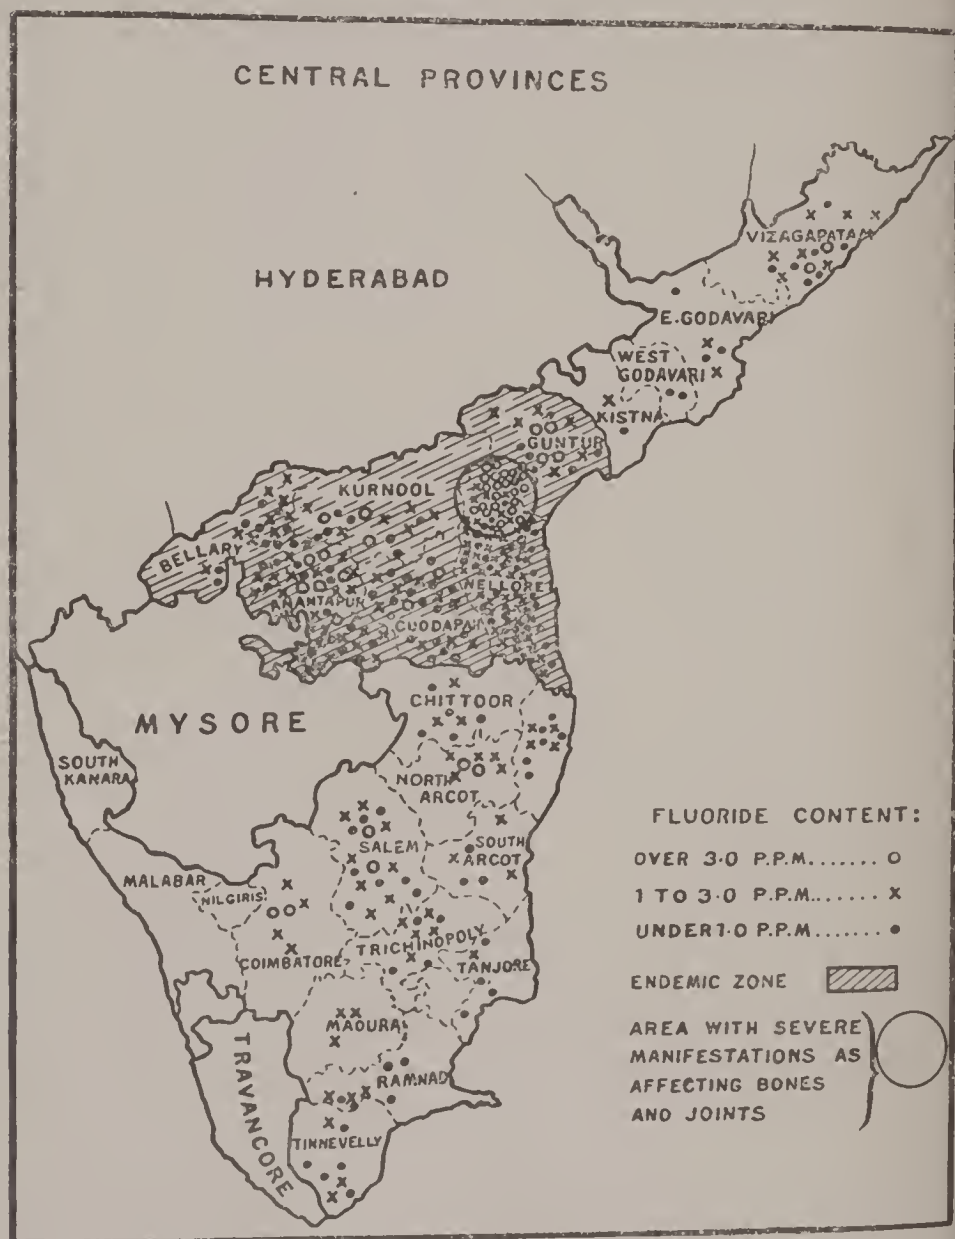 CENTRAL PROVINCES
HYDERABAD
VIZAGAPATAM
E.GODAVARI
WEST
GODAVARI
KISTNA
GUNTUR
KURNOOL
BELLARY
ANANTAPUR
NELLORE
CUDDAPAH
CHITTOOR
MYSORE
SOUTH
KANARA
NORTH
ARCOT
SALEM
SOUTH
ARCOT
MALABAR
NILGIRIS
COIMBATORE
TRICHINOPOLY
TANJORE
MADURA
RAMNAD
TRAVANCORE
TINNEVELLY
FLUORIDE CONTENT:
OVER 3·0 P.P.M....... O
1 TO 3·0 P.P.M....... X
UNDER 1·0 P.P.M....... •
ENDEMIC ZONE
AREA WITH SEVERE
MANIFESTATIONS AS
AFFECTING BONES
AND JOINTS